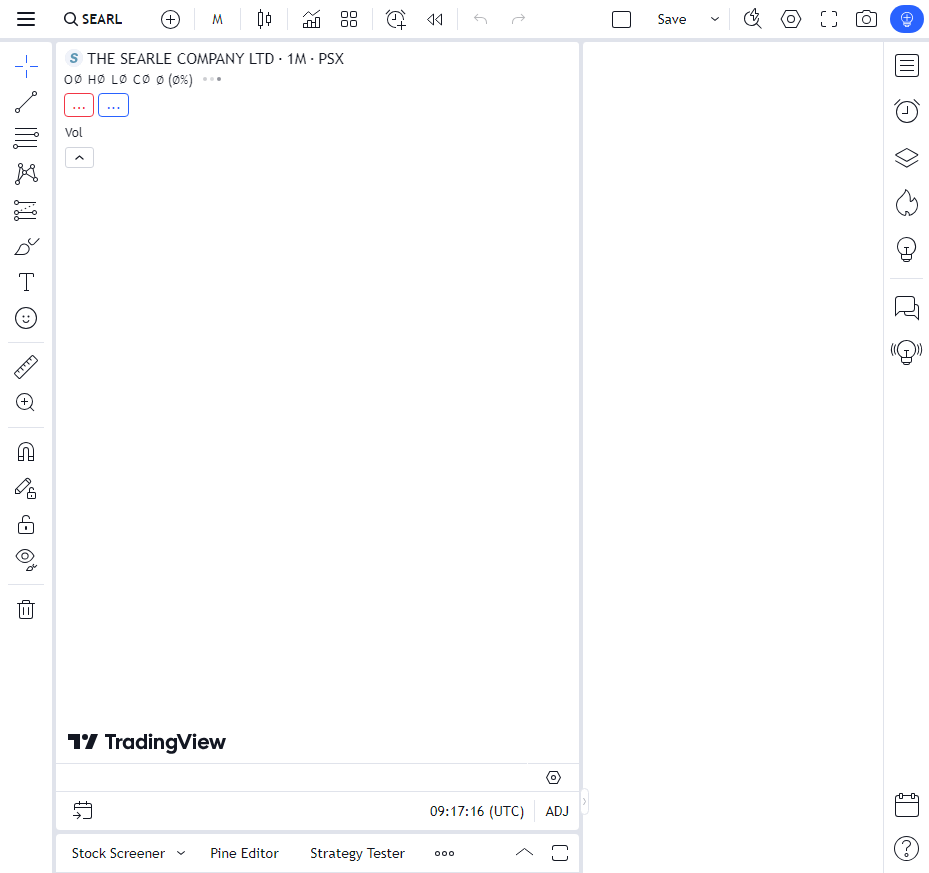 SEARL
M
Save
S THE SEARLE COMPANY LTD · 1M · PSX
O∅ H∅ L∅ C∅ ∅ (∅%)
... ...
Vol
T
TradingView
09:17:16 (UTC) ADJ
Stock Screener Pine Editor Strategy Tester